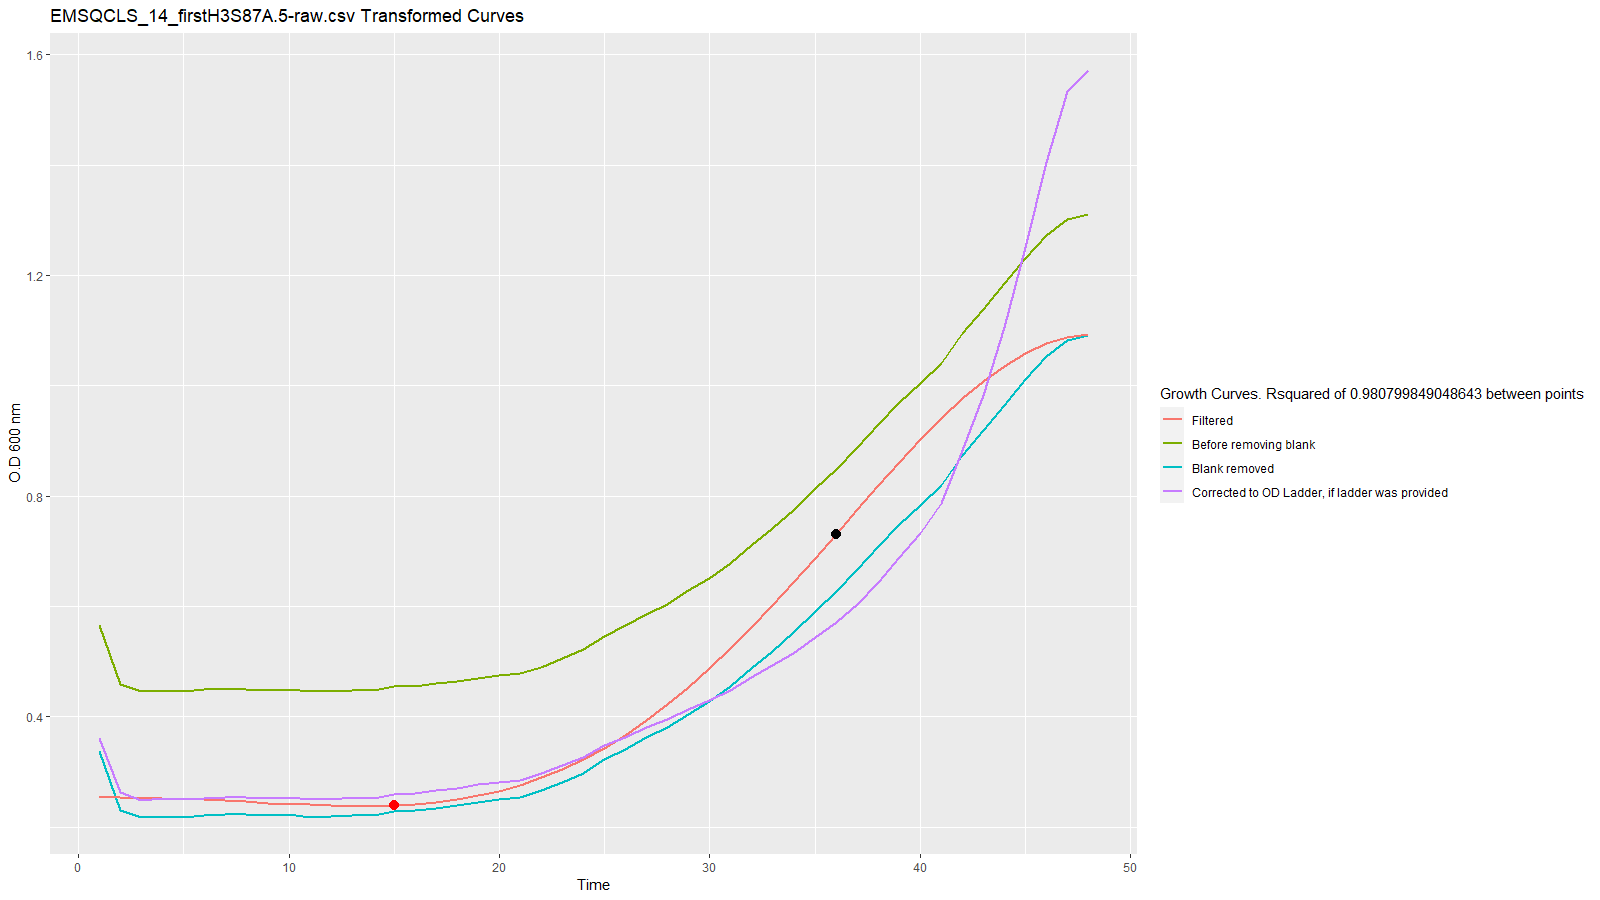 EMSQCLS_14_firstH3S87A.5-raw.csv Transformed Curves
1.6
1.2
0.8
0.4
O.D 600 nm
0
10
20
30
40
50
Time
Growth Curves. Rsquared of 0.980799849048643 between points
Filtered
Before removing blank
Blank removed
Corrected to OD Ladder, if ladder was provided